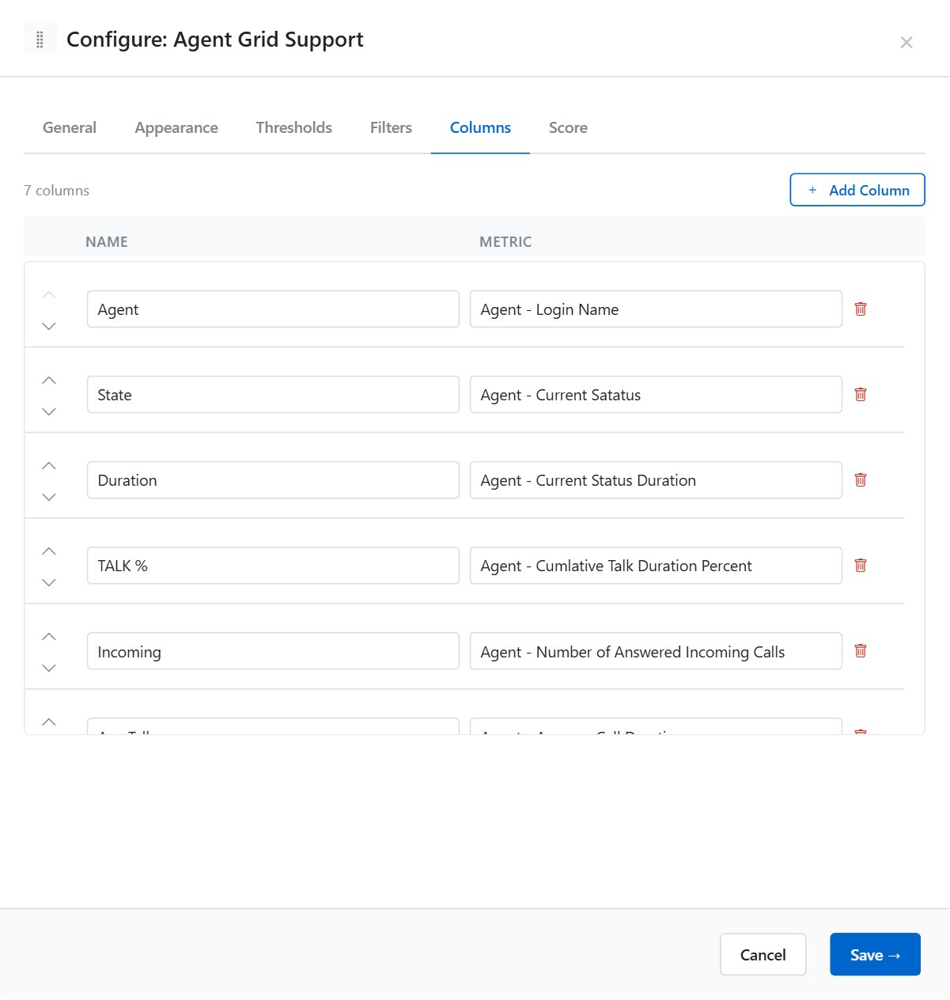 Configure: Agent Grid Support
General Appearance Thresholds Filters Columns Score
7 columns
+ Add Column
NAME METRIC
Agent Agent - Login Name
State Agent - Current Satatus
Duration Agent - Current Status Duration
TALK % Agent - Cumlative Talk Duration Percent
Incoming Agent - Number of Answered Incoming Calls
Cancel Save →